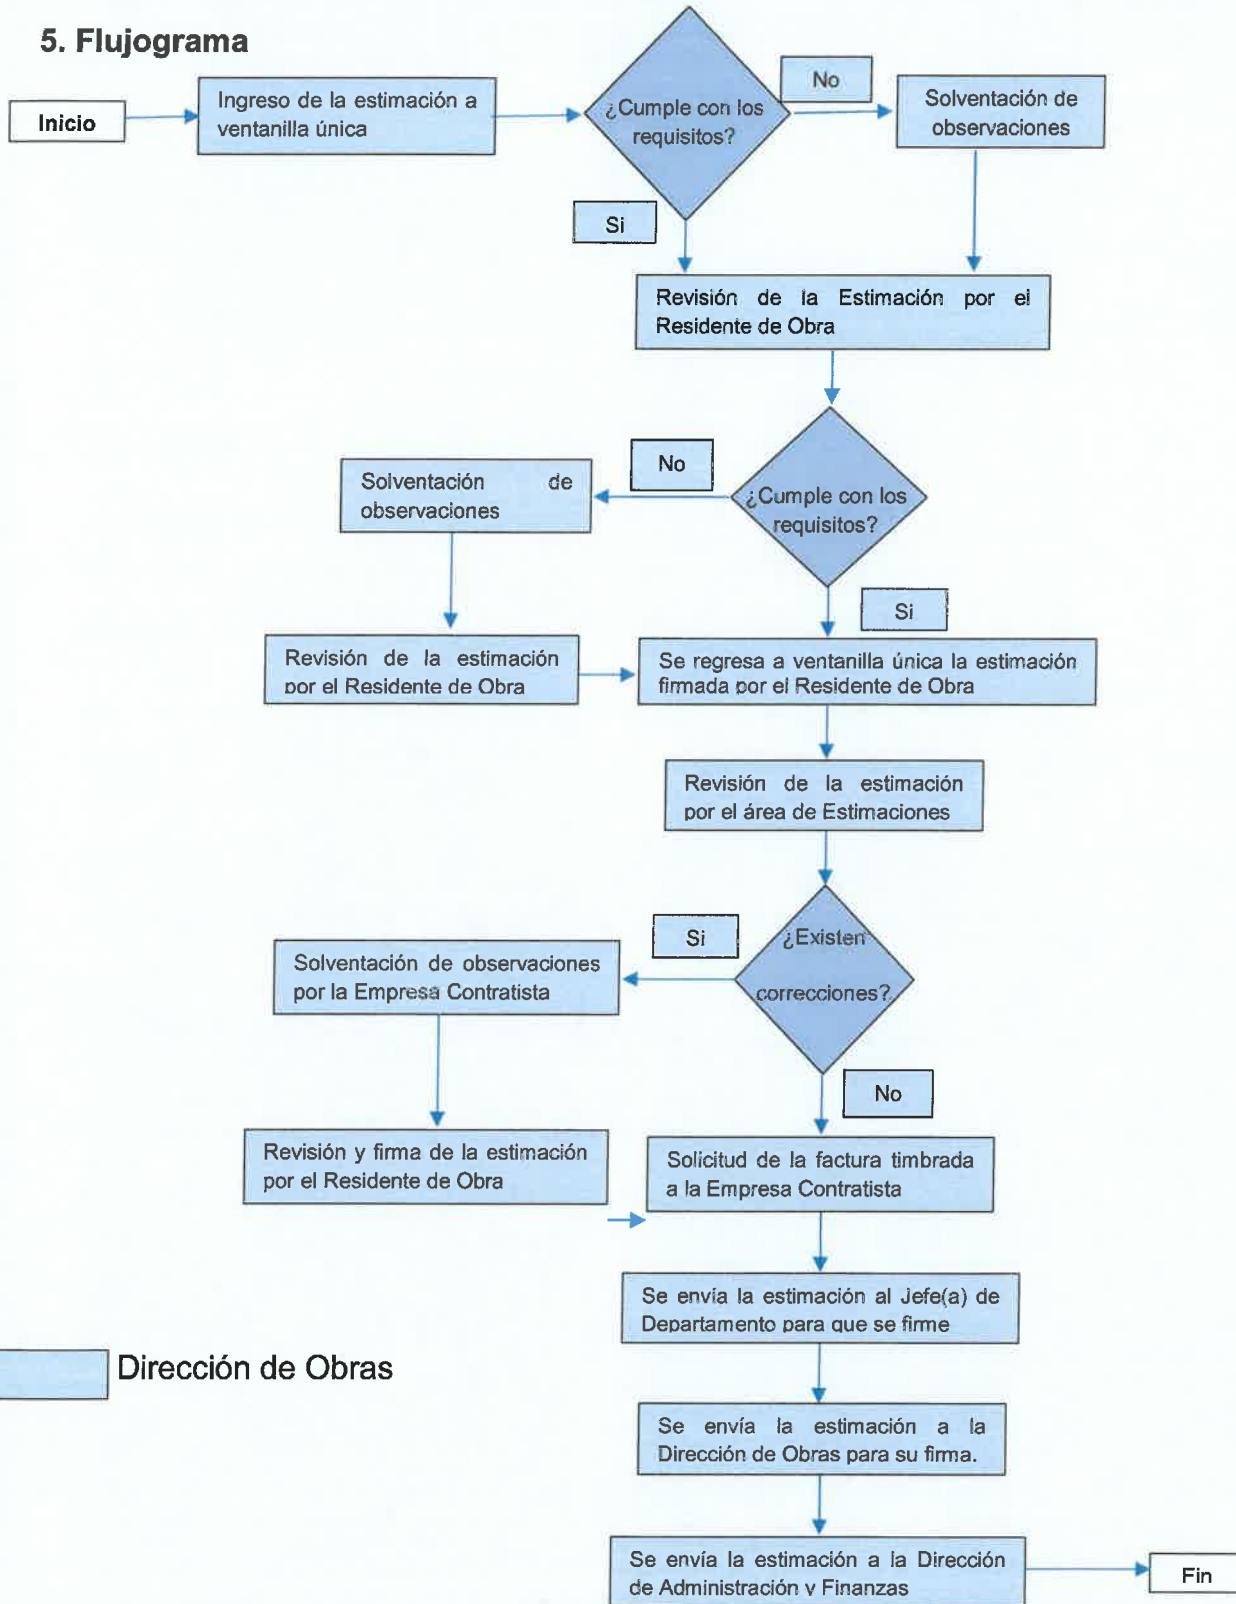 5. Flujograma
Inicio
Ingreso de la estimación a
ventanilla única
¿Cumple con los
requisitos?
No
Solventación de
observaciones
Si
Revisión de la Estimación por el
Residente de Obra
¿Cumple con los
requisitos?
No
Solventación de
observaciones
Si
Revisión de la estimación
por el Residente de Obra
Se regresa a ventanilla única la estimación
firmada por el Residente de Obra
Revisión de la estimación
por el área de Estimaciones
¿Existen
correcciones?
Si
Solventación de observaciones
por la Empresa Contratista
No
Revisión y firma de la estimación
por el Residente de Obra
Solicitud de la factura timbrada
a la Empresa Contratista
Se envía la estimación al Jefe(a) de
Departamento para que se firme
Dirección de Obras
Se envía la estimación a la
Dirección de Obras para su firma.
Se envía la estimación a la Dirección
de Administración y Finanzas
Fin